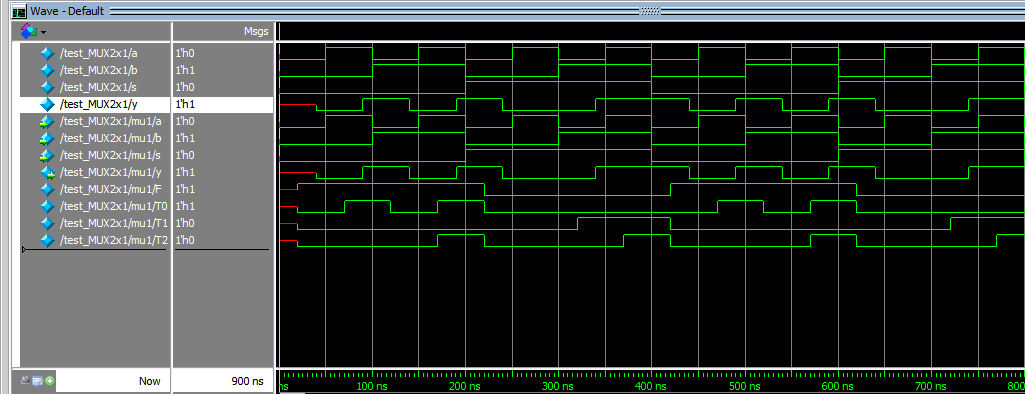 Wave - Default
Msgs
/test_MUX2x1/a 1'h0
/test_MUX2x1/b 1'h1
/test_MUX2x1/s 1'h0
/test_MUX2x1/y 1'h1
/test_MUX2x1/mu1/a 1'h0
/test_MUX2x1/mu1/b 1'h1
/test_MUX2x1/mu1/s 1'h0
/test_MUX2x1/mu1/y 1'h1
/test_MUX2x1/mu1/F 1'h1
/test_MUX2x1/mu1/T0 1'h1
/test_MUX2x1/mu1/T1 1'h0
/test_MUX2x1/mu1/T2 1'h0
Now 900 ns ns 100 ns 200 ns 300 ns 400 ns 500 ns 600 ns 700 ns 800